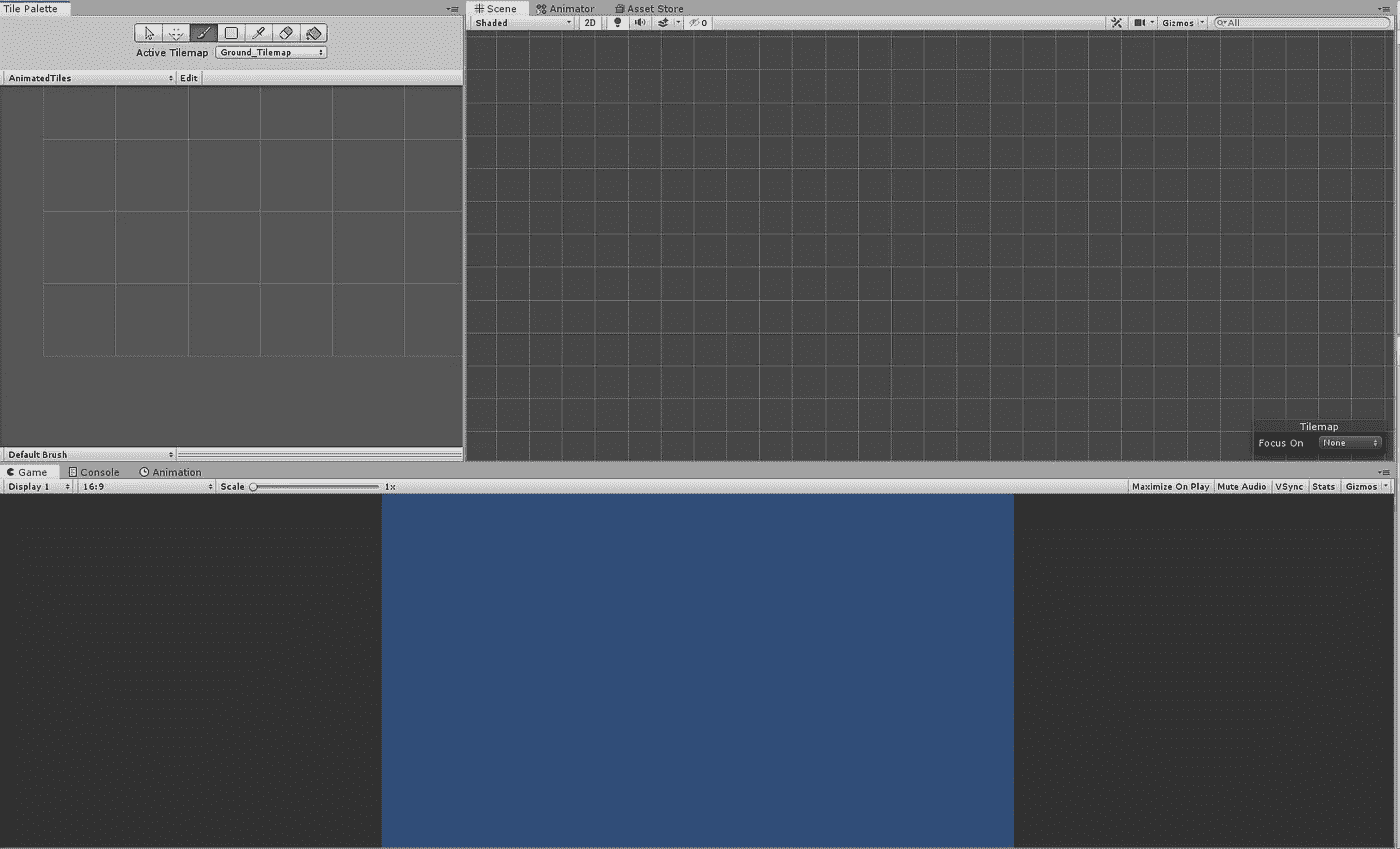 Tile Palette
Active Tilemap Ground_Tilemap
AnimatedTiles Edit
Default Brush
Scene Animator Asset Store
Shaded 2D 0 Gizmos All
Tilemap
Focus On None
Game Console Animation
Display 1 16:9 Scale 1x Maximize On Play Mute Audio VSync Stats Gizmos